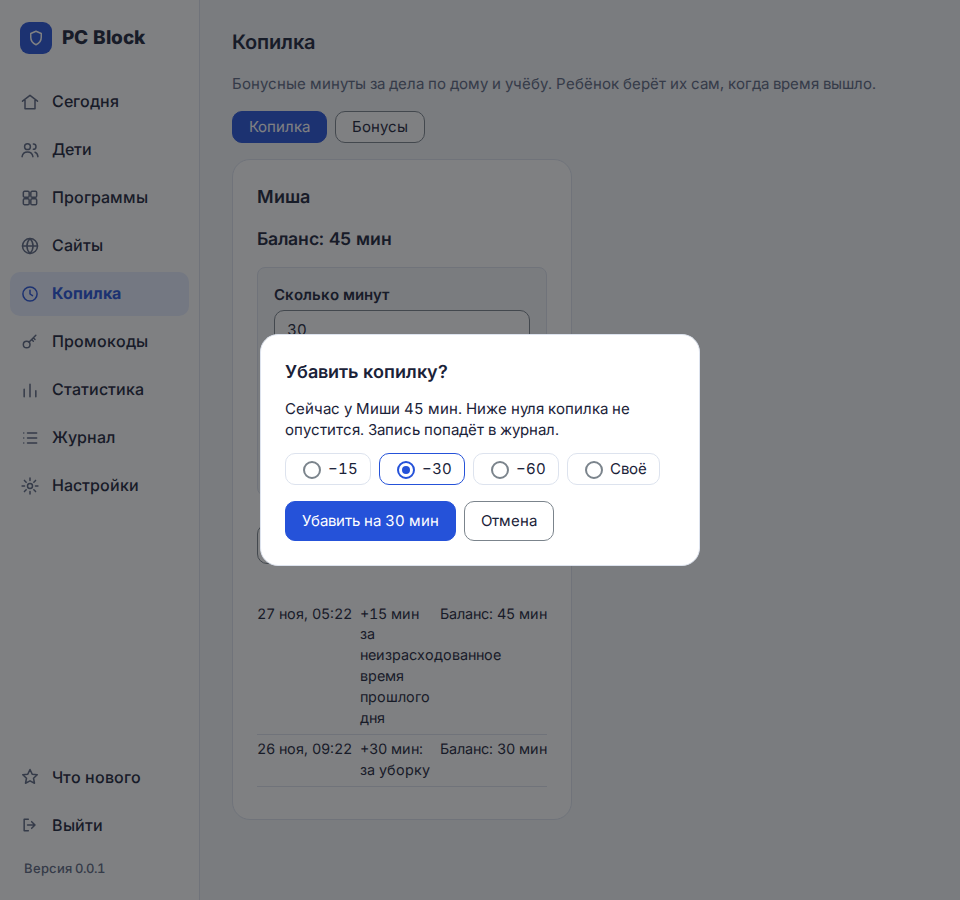 PC Block
Сегодня
Дети
Программы
Сайты
Копилка
Промокоды
Статистика
Журнал
Настройки
Что нового
Выйти
Версия 0.0.1
Копилка
Бонусные минуты за дела по дому и учёбу. Ребёнок берёт их сам, когда время вышло.
Копилка
Бонусы
Миша
Баланс: 45 мин
Сколько минут
30
Убавить копилку?
Сейчас у Миши 45 мин. Ниже нуля копилка не
опустится. Запись попадёт в журнал.
−15
−30
−60
Своё
Убавить на 30 мин
Отмена
27 ноя, 05:22 +15 мин Баланс: 45 мин
за
неизрасходованное
время
прошлого
дня
26 ноя, 09:22 +30 мин: Баланс: 30 мин
за уборку